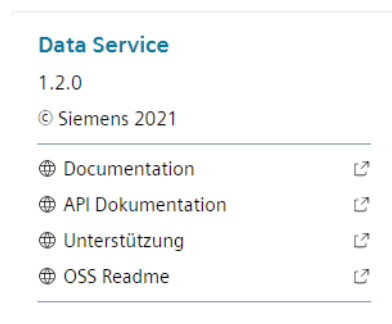 Data Service
1.2.0
© Siemens 2021
Documentation
API Dokumentation
Unterstützung
OSS Readme